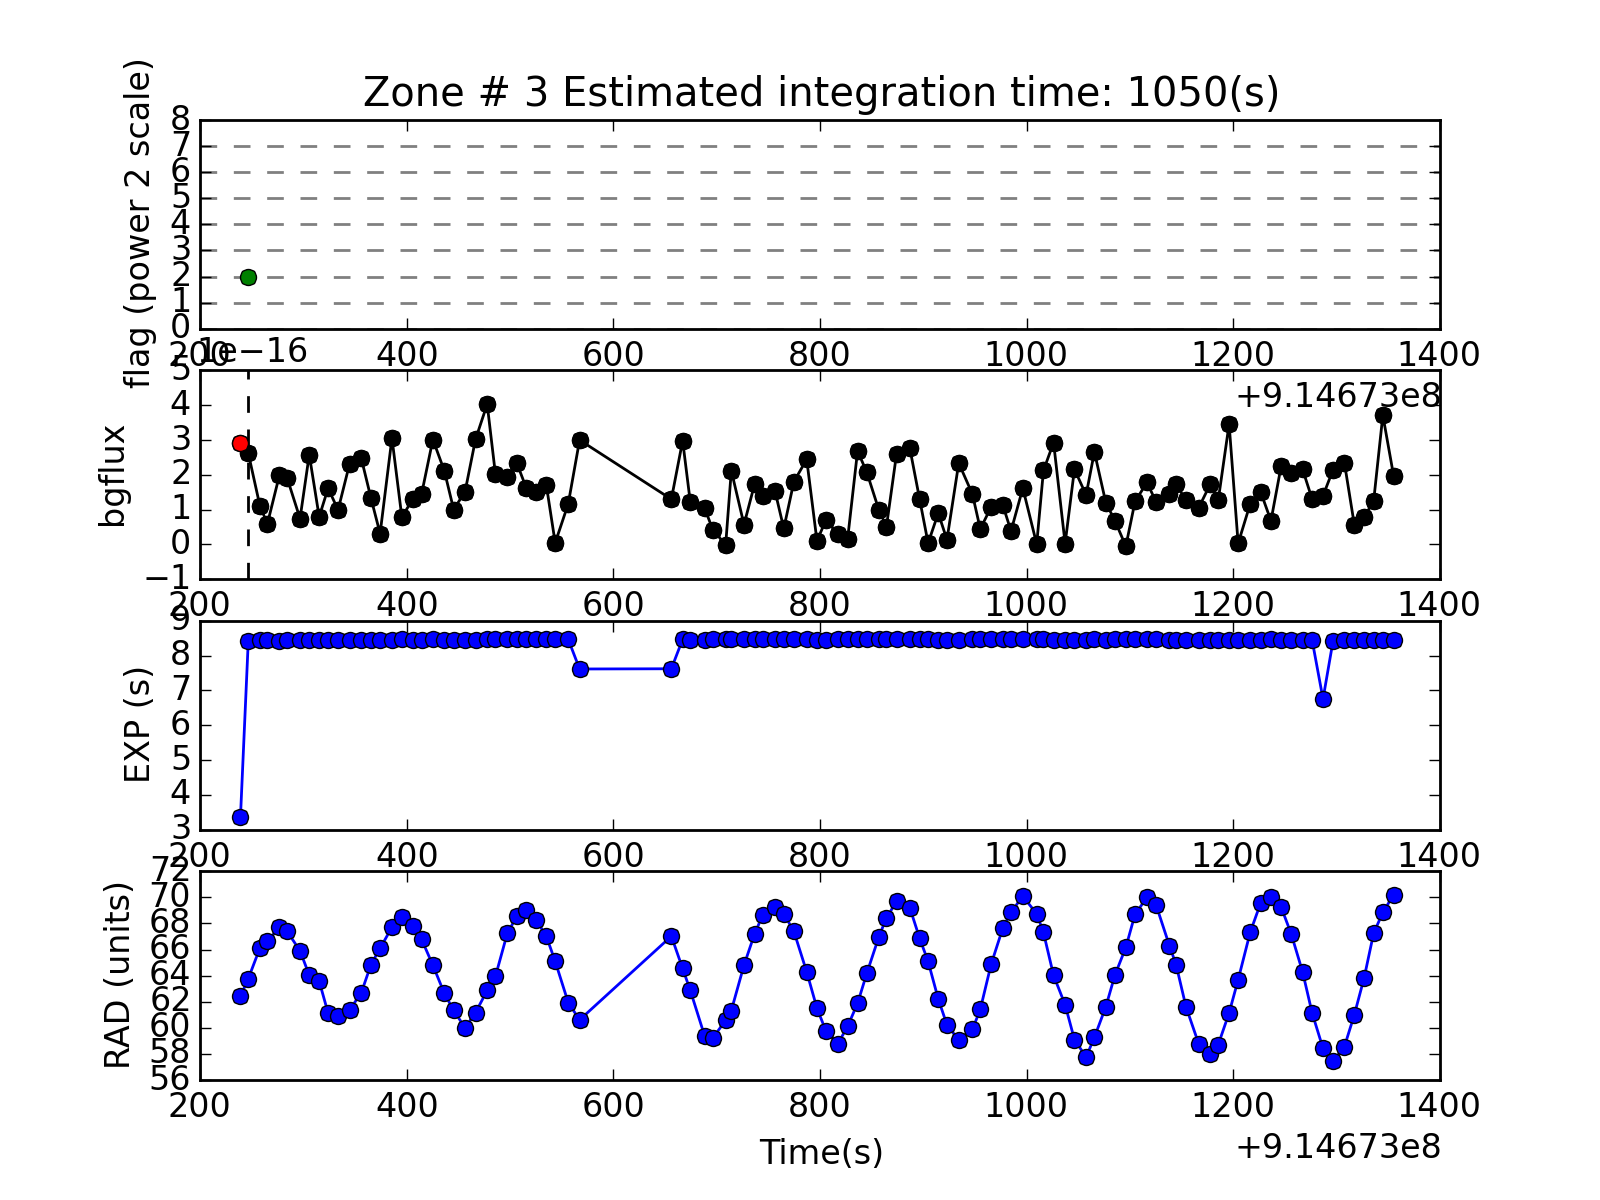 Zone # 3 Estimated integration time: 1050(s)
flag (power 2 scale)
8
7
6
5
4
3
2
1
0
200 400 600 800 1000 1200 1400
1e−16
+9.14673e8
bgflux
5
4
3
2
1
0
−1
200 400 600 800 1000 1200 1400
EXP (s)
9
8
7
6
5
4
3
200 400 600 800 1000 1200 1400
RAD (units)
72
70
68
66
64
62
60
58
56
200 400 600 800 1000 1200 1400
Time(s)
+9.14673e8